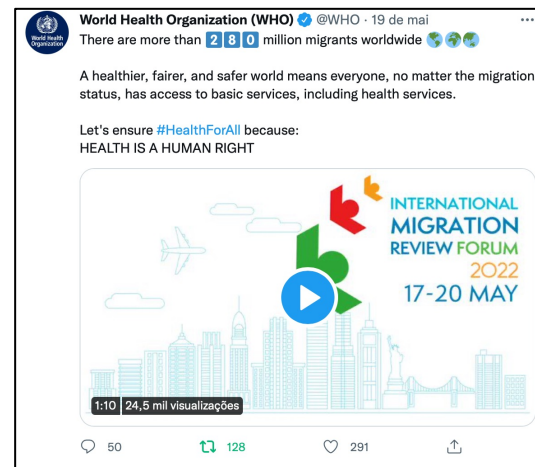 World Health Organization (WHO) @WHO · 19 de mai
There are more than 280 million migrants worldwide 🌎🌍🌏
A healthier, fairer, and safer world means everyone, no matter the migration
status, has access to basic services, including health services.
Let's ensure #HealthForAll because:
HEALTH IS A HUMAN RIGHT
INTERNATIONAL
MIGRATION
REVIEW FORUM
2022
17-20 MAY
1:10 24,5 mil visualizações
50 128 291
World Health
Organization